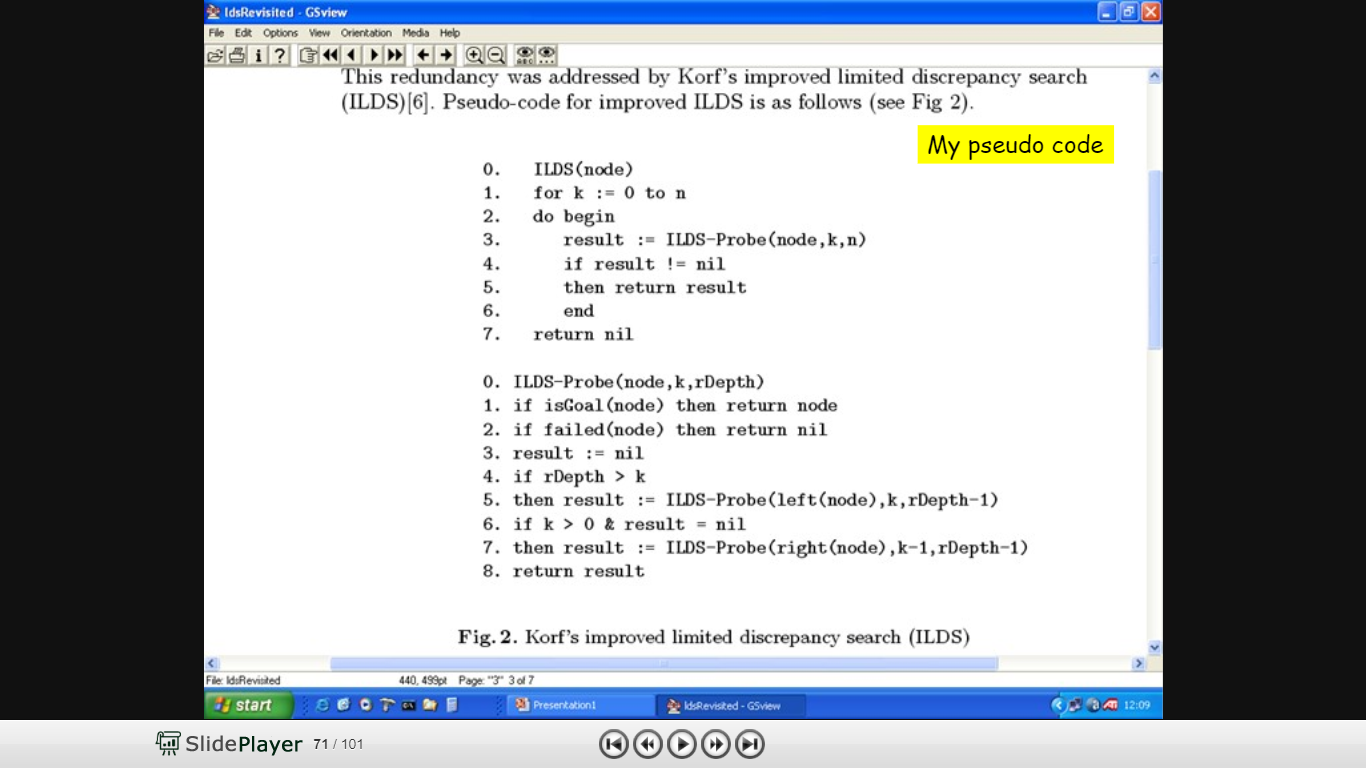 IdsRevisited - GSview
File Edit Options View Orientation Media Help
This redundancy was addressed by Korf's improved limited discrepancy search
(ILDS)[6]. Pseudo-code for improved ILDS is as follows (see Fig 2).
My pseudo code
0. ILDS(node)
1. for k := 0 to n
2. do begin
3. result := ILDS-Probe(node,k,n)
4. if result != nil
5. then return result
6. end
7. return nil
0. ILDS-Probe(node,k,rDepth)
1. if isGoal(node) then return node
2. if failed(node) then return nil
3. result := nil
4. if rDepth > k
5. then result := ILDS-Probe(left(node),k,rDepth-1)
6. if k > 0 & result = nil
7. then result := ILDS-Probe(right(node),k-1,rDepth-1)
8. return result
Fig. 2. Korf's improved limited discrepancy search (ILDS)
File: IdsRevisited 440, 499pt Page: "3" 3 of 7
start Presentation1 IdsRevisited - GSview 12:09
SlidePlayer 71 / 101